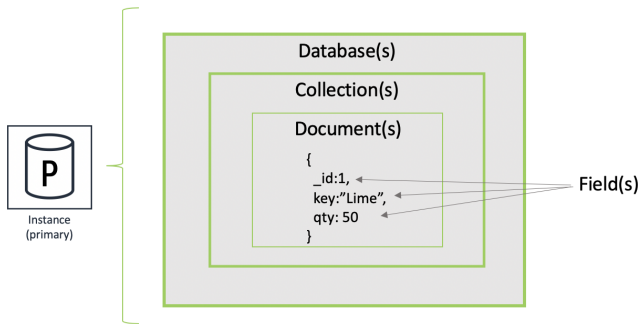 Database(s)
Collection(s)
Document(s)
{
_id:1,
key:”Lime”,
qty: 50
}
Field(s)
P
Instance
(primary)